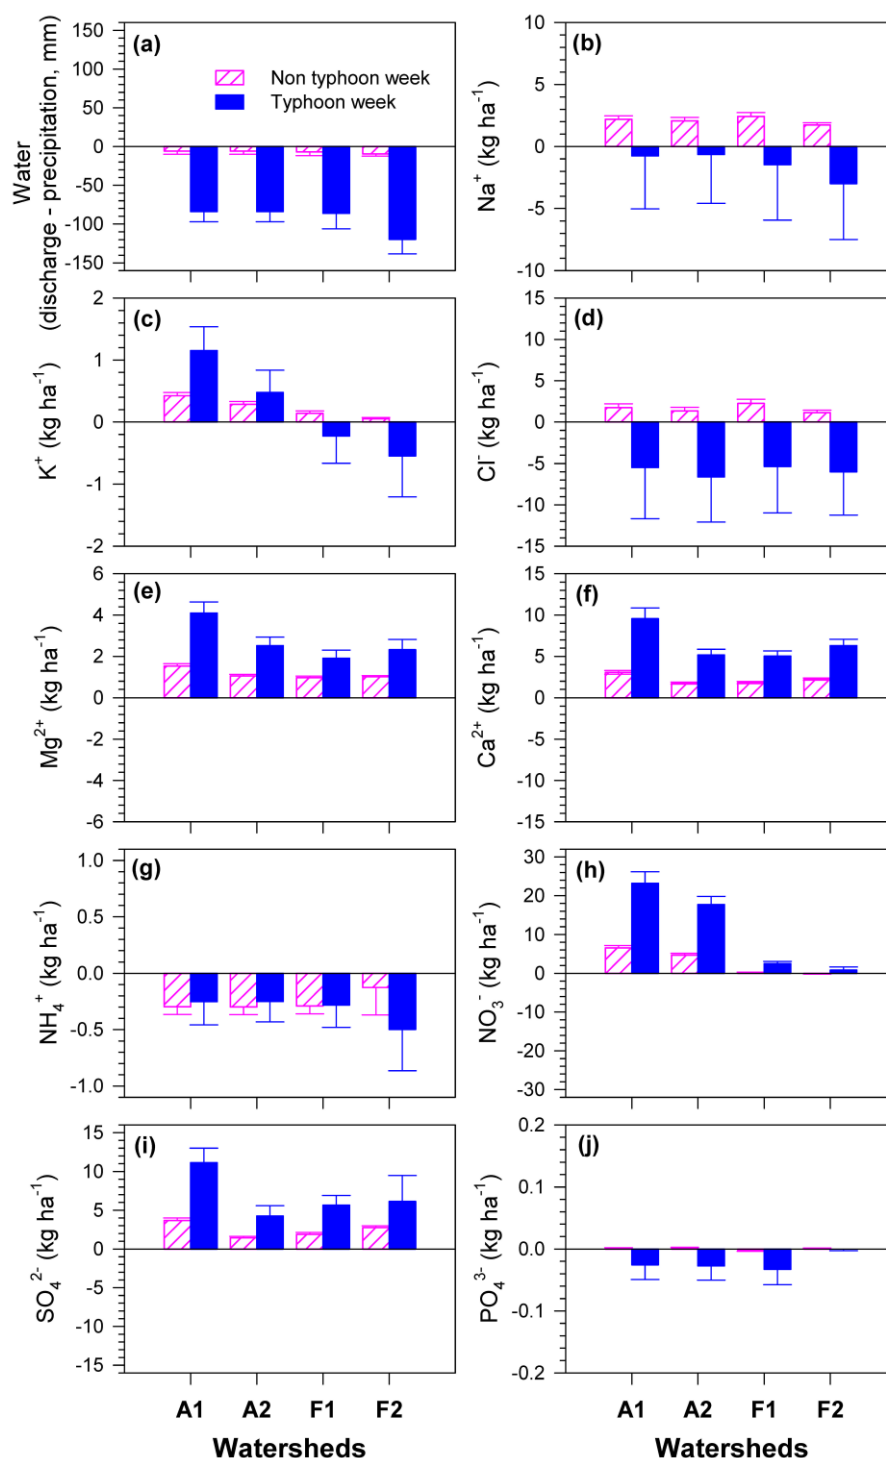 (a)
Non typhoon week
Typhoon week
Water
(discharge - precipitation, mm)
150
100
50
0
-50
-100
-150
(b)
Na⁺ (kg ha⁻¹)
10
5
0
-5
-10
(c)
K⁺ (kg ha⁻¹)
2
1
0
-1
-2
(d)
Cl⁻ (kg ha⁻¹)
15
10
5
0
-5
-10
-15
(e)
Mg²⁺ (kg ha⁻¹)
6
4
2
0
-2
-4
-6
(f)
Ca²⁺ (kg ha⁻¹)
15
10
5
0
-5
-10
-15
(g)
NH₄⁺ (kg ha⁻¹)
1.0
0.5
0.0
-0.5
-1.0
(h)
NO₃⁻ (kg ha⁻¹)
30
20
10
0
-10
-20
-30
(i)
SO₄²⁻ (kg ha⁻¹)
15
10
5
0
-5
-10
-15
(j)
PO₄³⁻ (kg ha⁻¹)
0.2
0.1
0.0
-0.1
-0.2
A1 A2 F1 F2
Watersheds
A1 A2 F1 F2
Watersheds